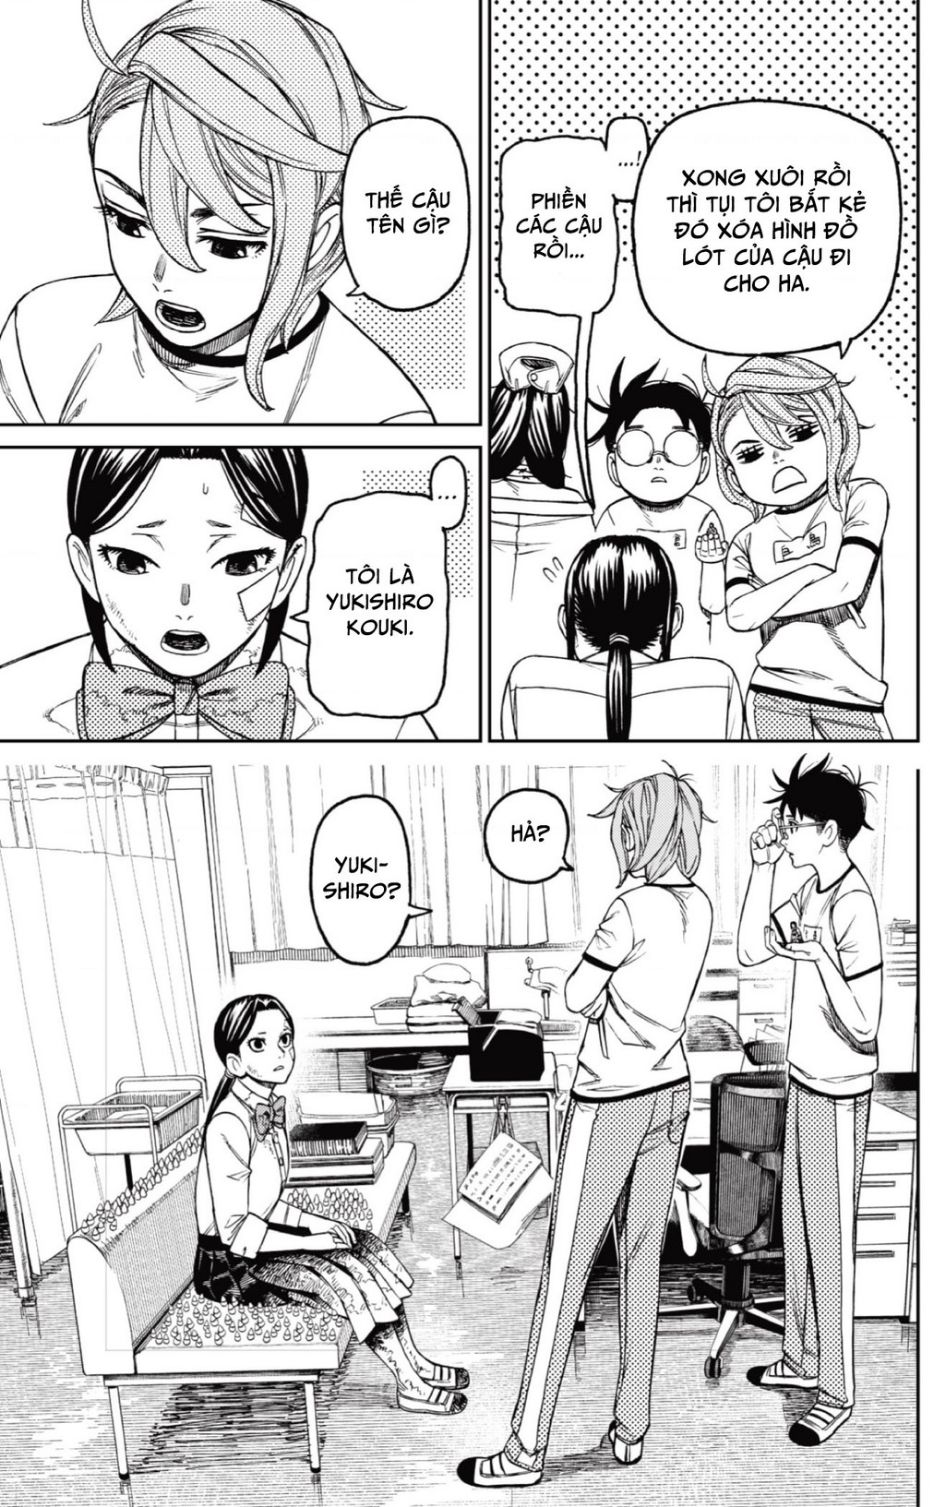 XONG XUÔI RỒI
THÌ TỤI TÔI BẮT KẺ
ĐÓ XÓA HÌNH ĐỒ
LÓT CỦA CẬU ĐI
CHO HA.
...!
PHIỀN
CÁC CẬU
RỒI...
THẾ CẬU
TÊN GÌ?
...
TÔI LÀ
YUKISHIRO
KOUKI.
HẢ?
YUKI-
SHIRO?